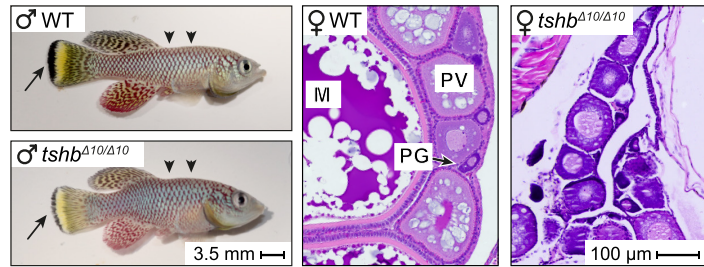 ♂ WT
♂ tshbΔ10/Δ10
3.5 mm
♀ WT
M
PV
PG
♀ tshbΔ10/Δ10
100 µm